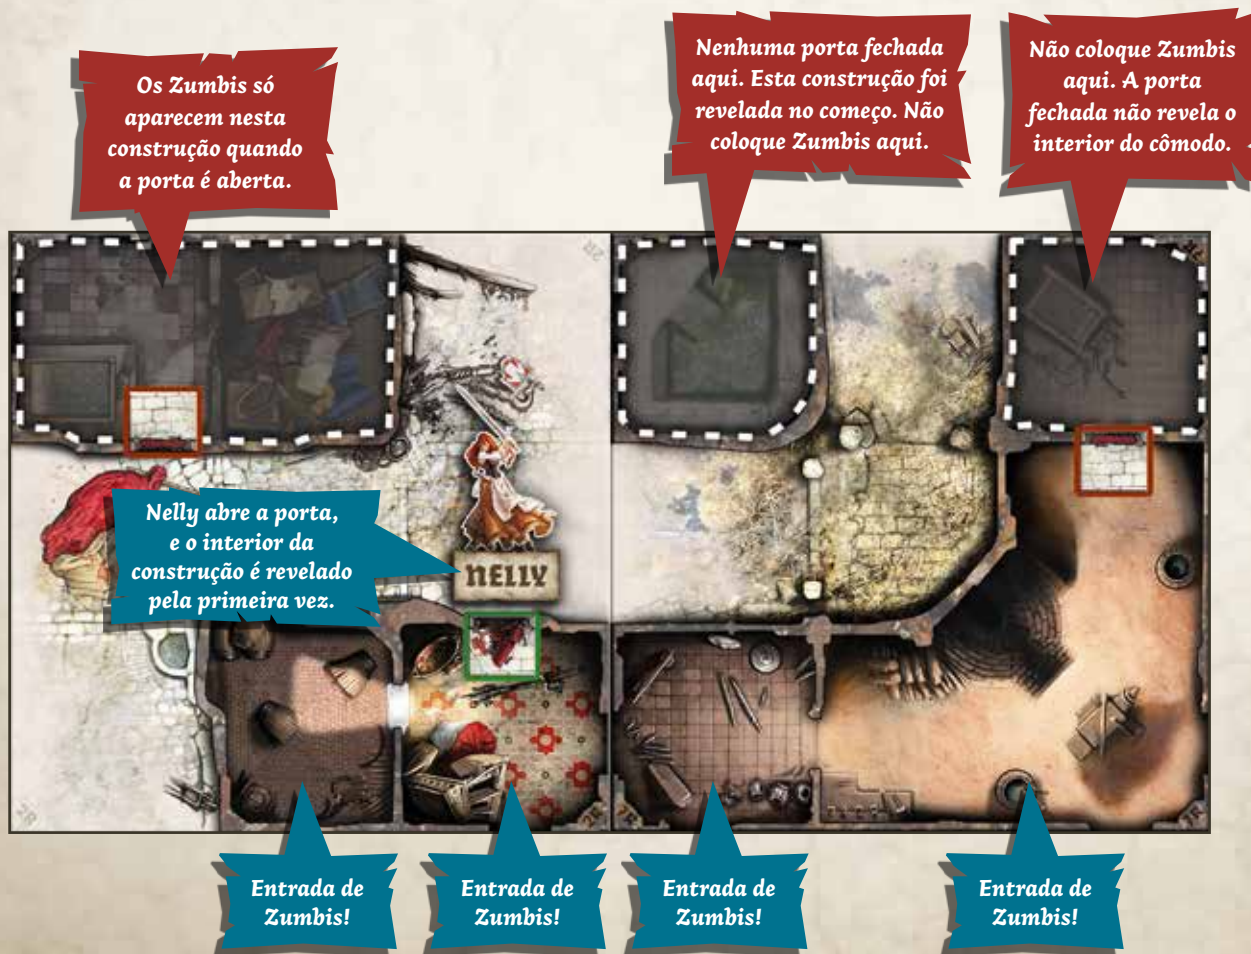 Os Zumbis só
aparecem nesta
construção quando
a porta é aberta.
Nenhuma porta fechada
aqui. Esta construção foi
revelada no começo. Não
coloque Zumbis aqui.
Não coloque Zumbis
aqui. A porta
fechada não revela o
interior do cômodo.
Nelly abre a porta,
e o interior da
construção é revelado
pela primeira vez.
NELLY
Entrada de
Zumbis!
Entrada de
Zumbis!
Entrada de
Zumbis!
Entrada de
Zumbis!